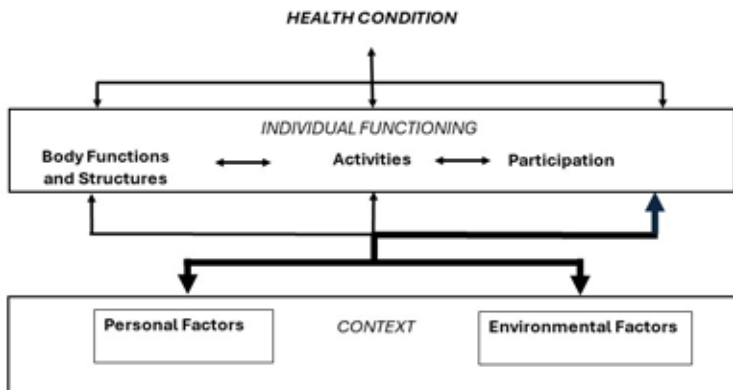 HEALTH CONDITION
INDIVIDUAL FUNCTIONING
Body Functions
and Structures
Activities
Participation
Personal Factors
CONTEXT
Environmental Factors